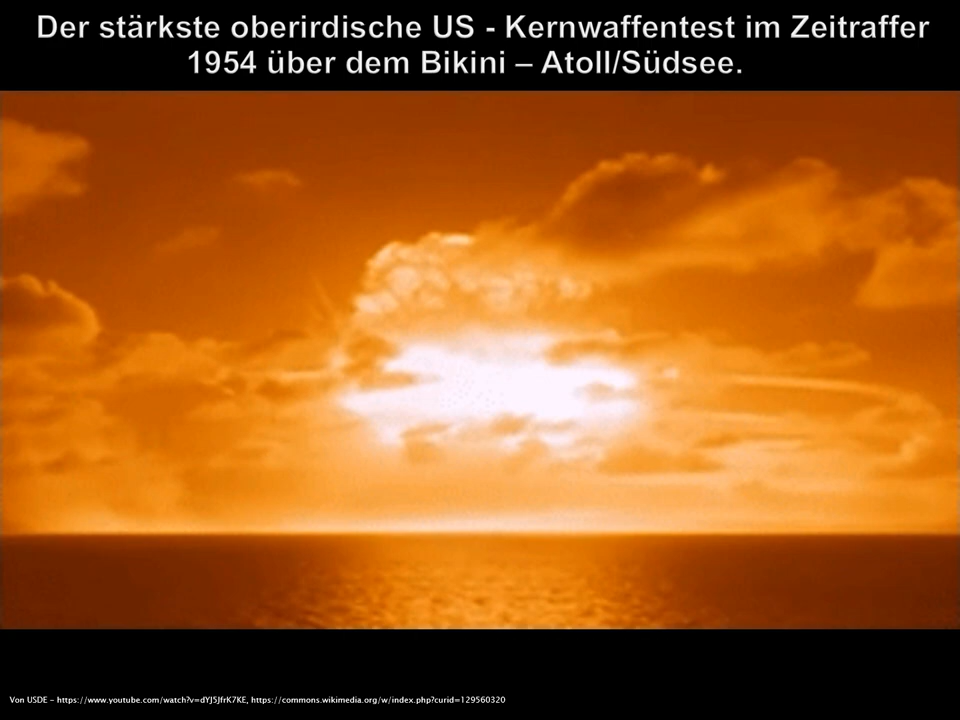 Der stärkste oberirdische US - Kernwaffentest im Zeitraffer
1954 über dem Bikini – Atoll/Südsee.
Von USDE - https://www.youtube.com/watch?v=dYJ5JfrK7KE, https://commons.wikimedia.org/w/index.php?curid=129560320